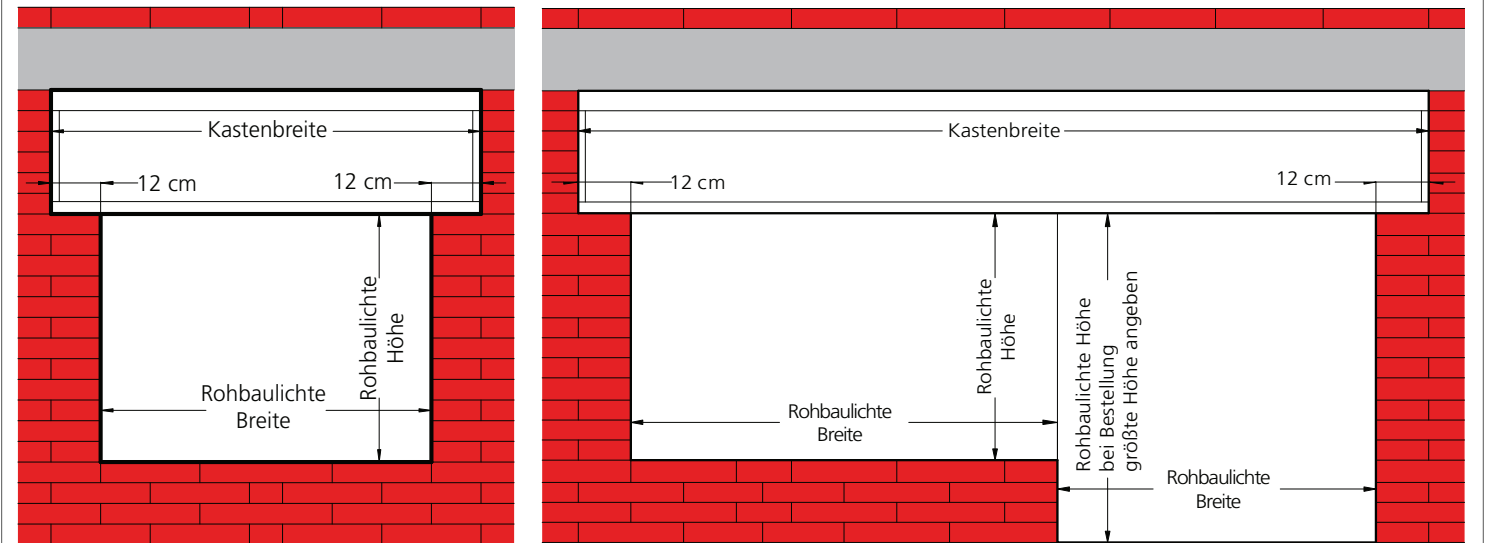 Kastenbreite
12 cm
12 cm
Rohbaulichte
Höhe
Rohbaulichte
Breite
Kastenbreite
12 cm
12 cm
Rohbaulichte
Höhe
Rohbaulichte
Breite
Rohbaulichte Höhe
bei Bestellung
größte Höhe angeben
Rohbaulichte
Breite